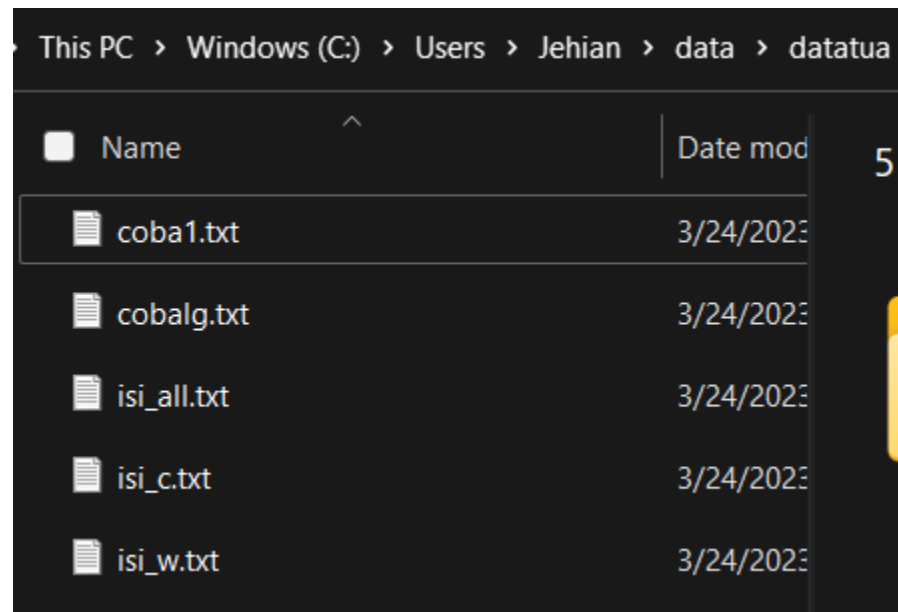 This PC > Windows (C:) > Users > Jehian > data > datatua
Name Date mod
5
coba1.txt 3/24/2023
cobalg.txt 3/24/2023
isi_all.txt 3/24/2023
isi_c.txt 3/24/2023
isi_w.txt 3/24/2023